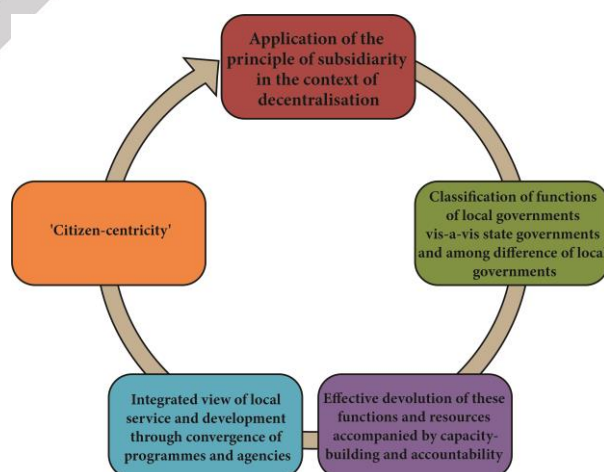 Application of the
principle of subsidiarity
in the context of
decentralisation
Classification of functions
of local governments
vis-a-vis state governments
and among difference of local
governments
Effective devolution of these
functions and resources
accompanied by capacity-
building and accountability
Integrated view of local
service and development
through convergence of
programmes and agencies
'Citizen-centricity'